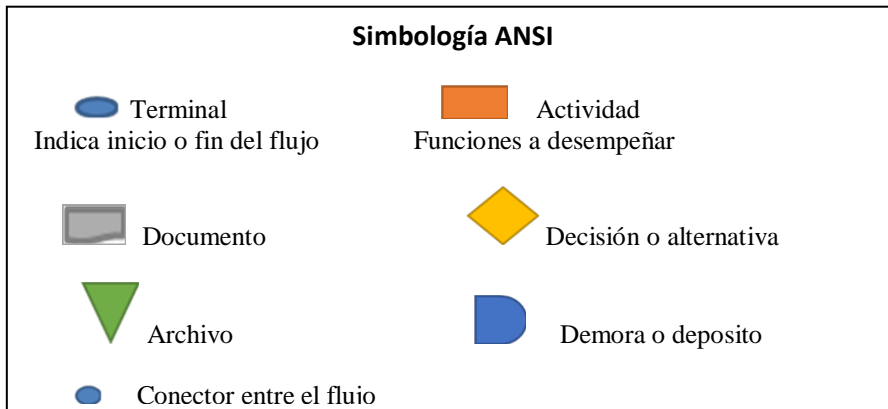 Simbología ANSI
Terminal
Indica inicio o fin del flujo
Actividad
Funciones a desempeñar
Documento
Decisión o alternativa
Archivo
Demora o deposito
Conector entre el flujo